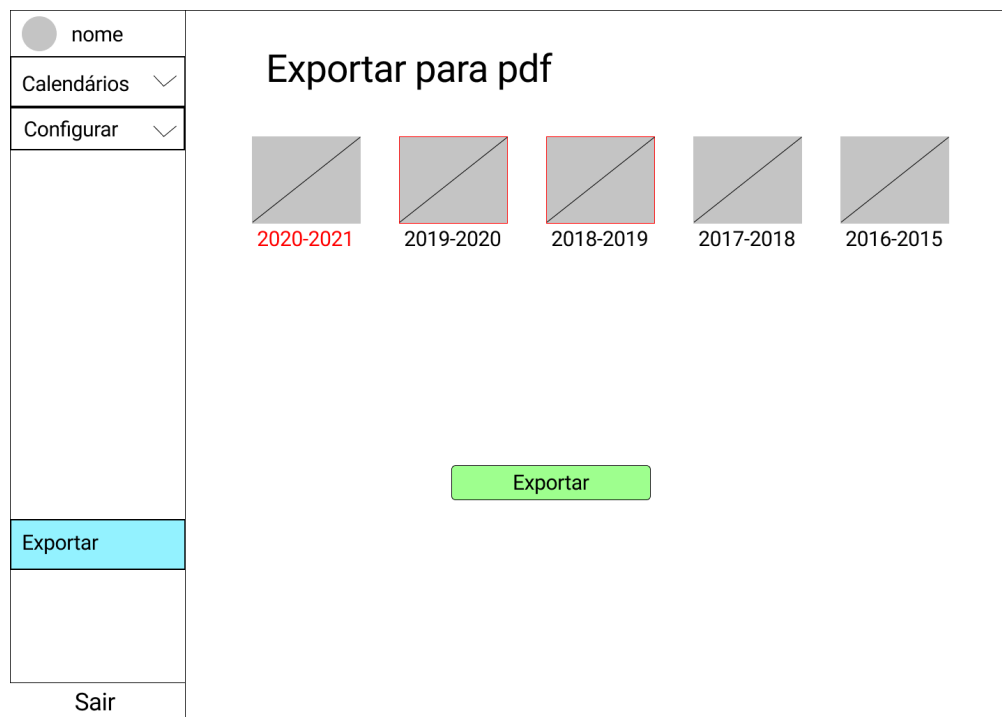 nome
Calendários
Configurar
Exportar
Sair
Exportar para pdf
2020-2021
2019-2020
2018-2019
2017-2018
2016-2015
Exportar